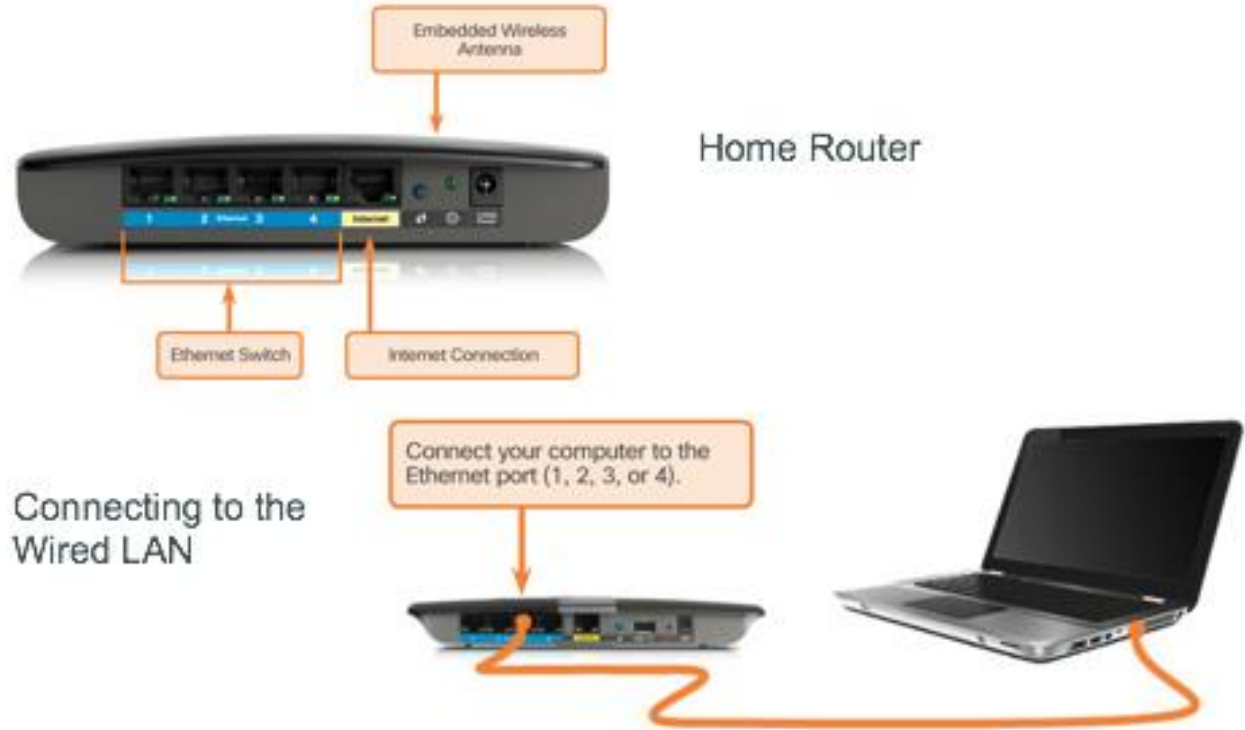 Embedded Wireless
Antenna
Home Router
1 2 Ethernet 3 4 Internet
Ethernet Switch
Internet Connection
Connect your computer to the
Ethernet port (1, 2, 3, or 4).
Connecting to the
Wired LAN